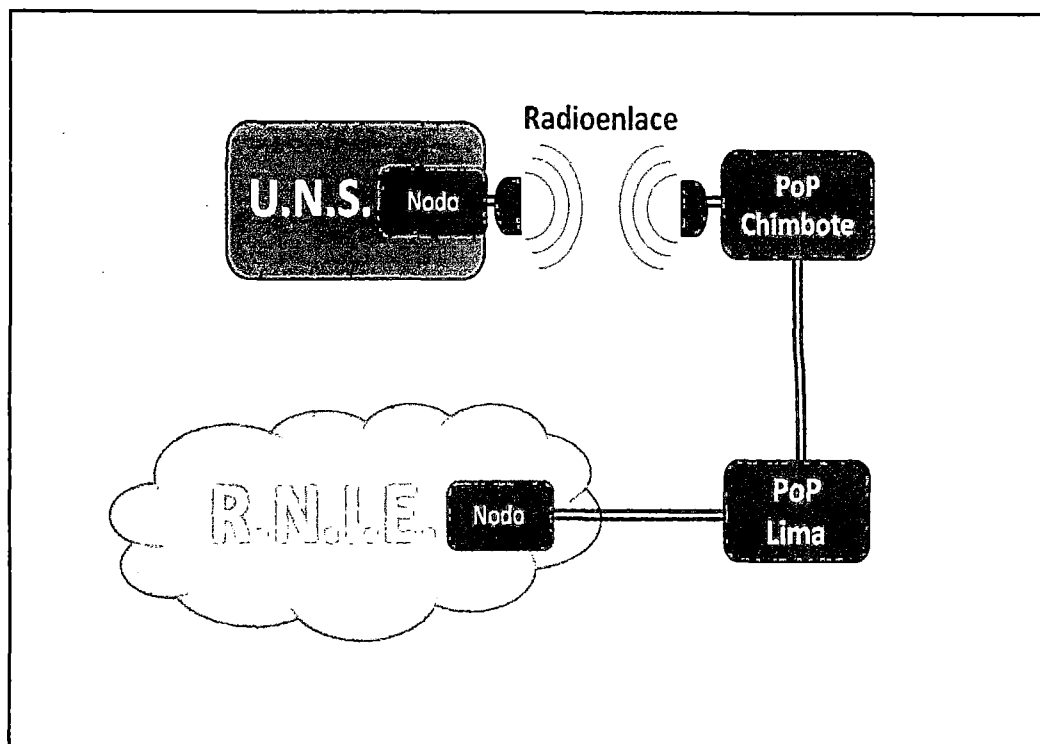 Radioenlace
U.N.S.
Nodo
PoP
Chimbote
R.N.I.E.
Nodo
PoP
Lima